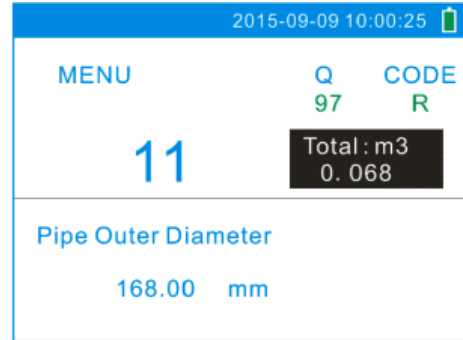 2015-09-09 10:00:25
MENU Q CODE
97 R
11
Total : m3
0. 068
Pipe Outer Diameter
168.00 mm